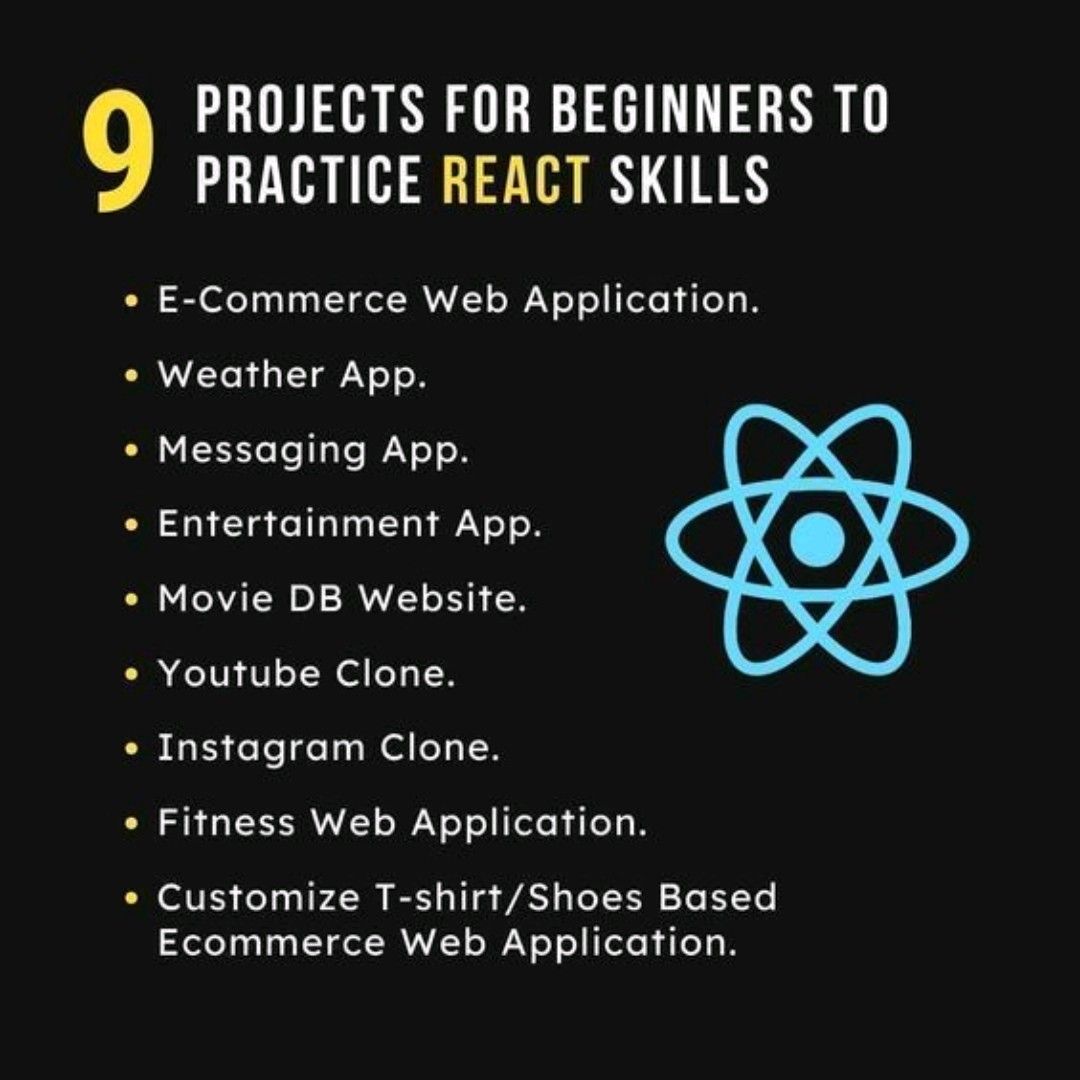 9 PROJECTS FOR BEGINNERS TO
PRACTICE REACT SKILLS
• E-Commerce Web Application.
• Weather App.
• Messaging App.
• Entertainment App.
• Movie DB Website.
• Youtube Clone.
• Instagram Clone.
• Fitness Web Application.
• Customize T-shirt/Shoes Based
Ecommerce Web Application.